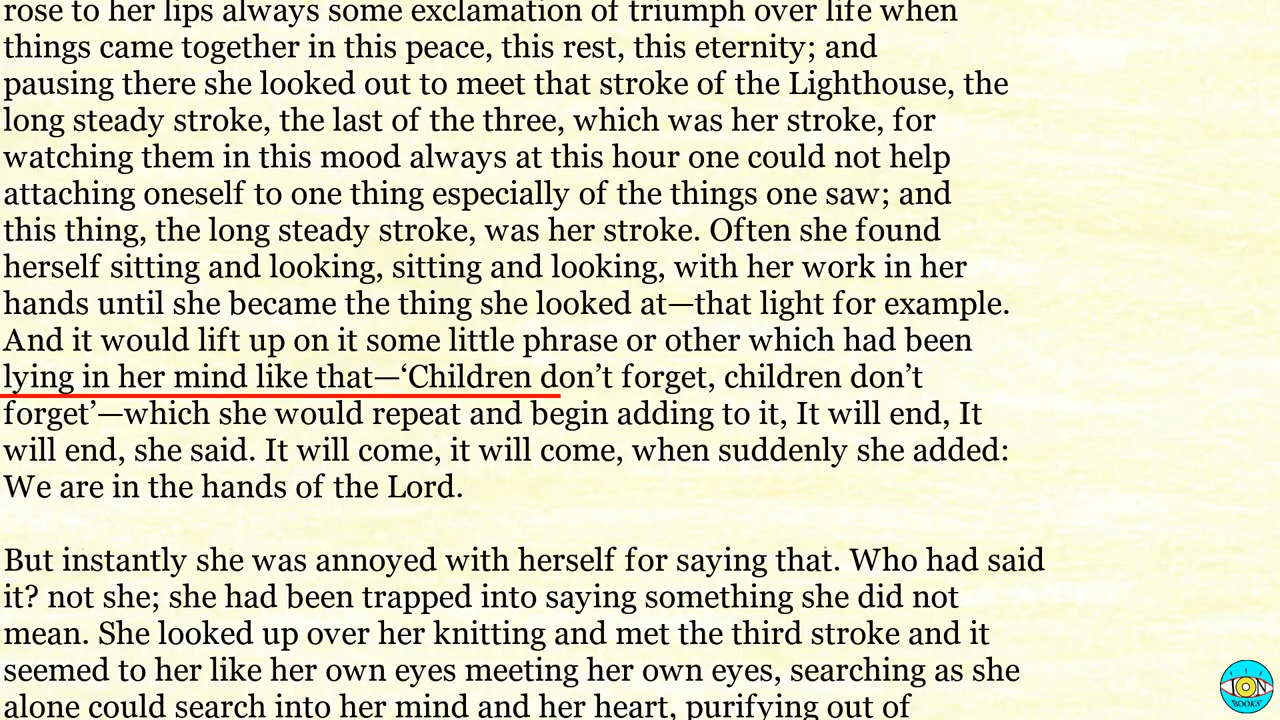 rose to her lips always some exclamation of triumph over life when
things came together in this peace, this rest, this eternity; and
pausing there she looked out to meet that stroke of the Lighthouse, the
long steady stroke, the last of the three, which was her stroke, for
watching them in this mood always at this hour one could not help
attaching oneself to one thing especially of the things one saw; and
this thing, the long steady stroke, was her stroke. Often she found
herself sitting and looking, sitting and looking, with her work in her
hands until she became the thing she looked at—that light for example.
And it would lift up on it some little phrase or other which had been
lying in her mind like that—‘Children don’t forget, children don’t
forget’—which she would repeat and begin adding to it, It will end, It
will end, she said. It will come, it will come, when suddenly she added:
We are in the hands of the Lord.
But instantly she was annoyed with herself for saying that. Who had said
it? not she; she had been trapped into saying something she did not
mean. She looked up over her knitting and met the third stroke and it
seemed to her like her own eyes meeting her own eyes, searching as she
alone could search into her mind and her heart, purifying out of
ION
BOOKS